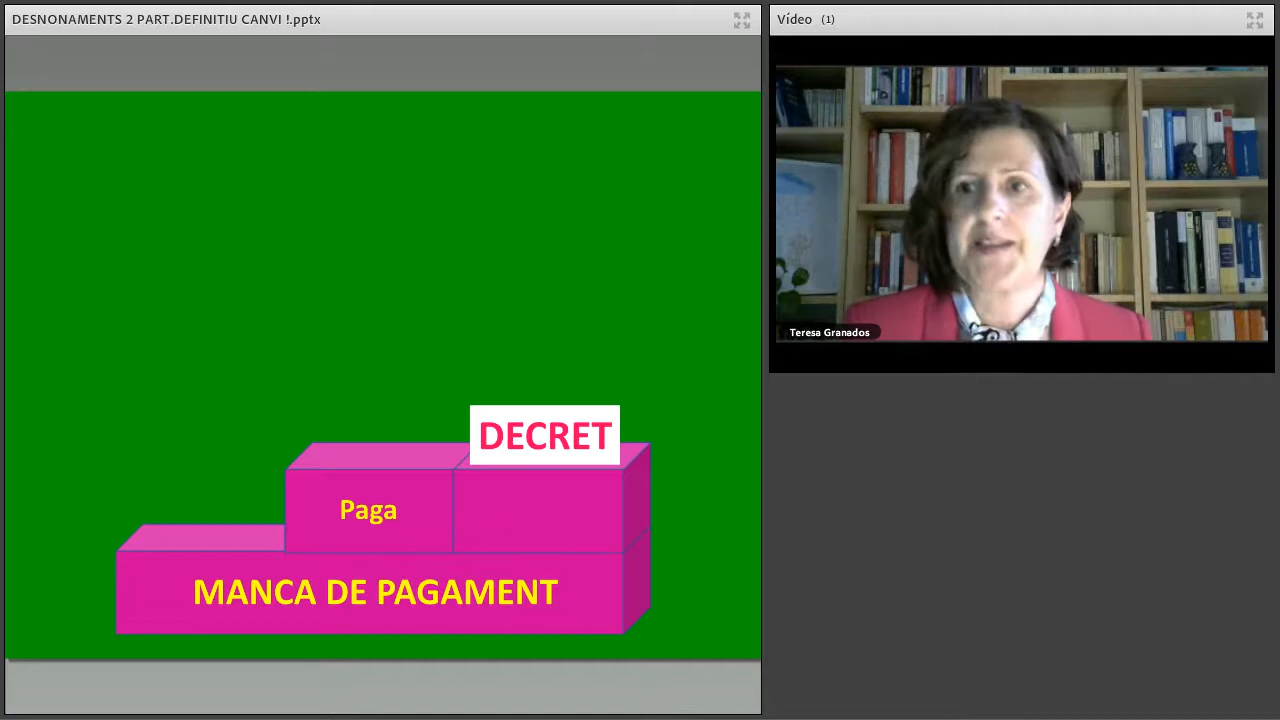 DESNONAMENTS 2 PART.DEFINITIU CANVI !.pptx
DECRET
Paga
MANCA DE PAGAMENT
Vídeo (1)
Teresa Granados